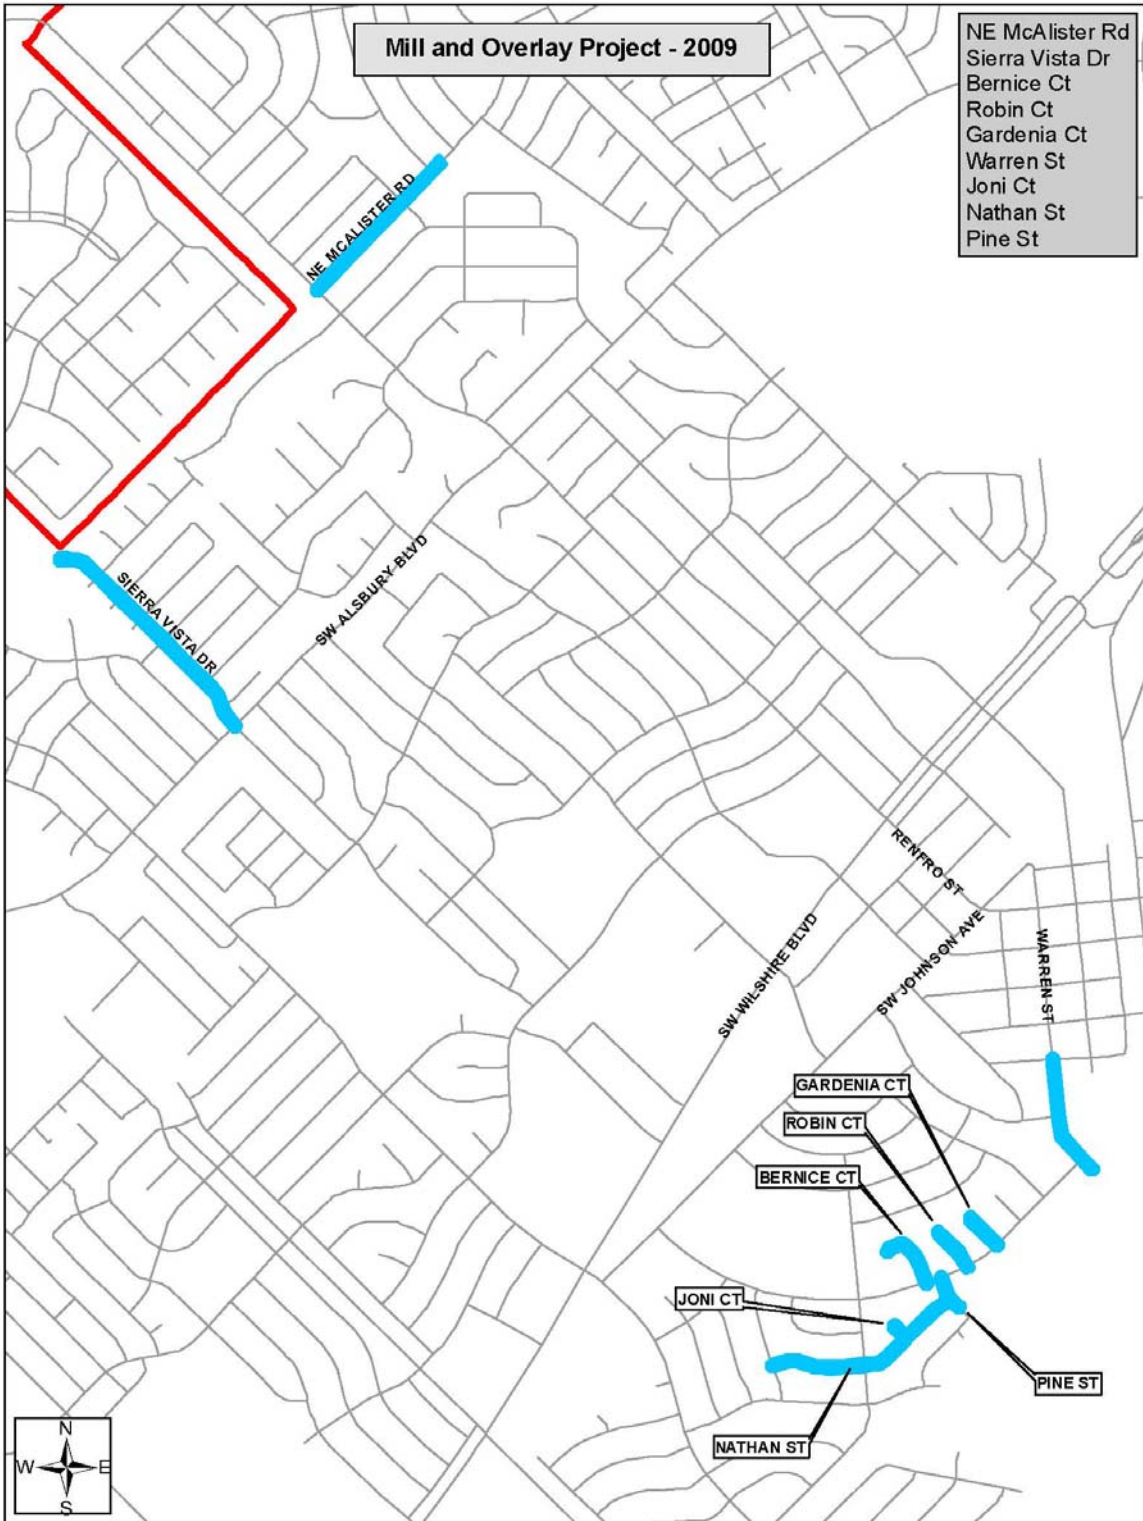 Mill and Overlay Project - 2009
NE McAlister Rd
Sierra Vista Dr
Bernice Ct
Robin Ct
Gardenia Ct
Warren St
Joni Ct
Nathan St
Pine St
NE MCALISTER RD
SW ALSBURY BLVD
SIERRA VISTA DR
RENFRO ST
SW WILSHIRE BLVD
SW JOHNSON AVE
WARREN ST
GARDENIA CT
ROBIN CT
BERNICE CT
JONI CT
PINE ST
NATHAN ST
N
W E
S